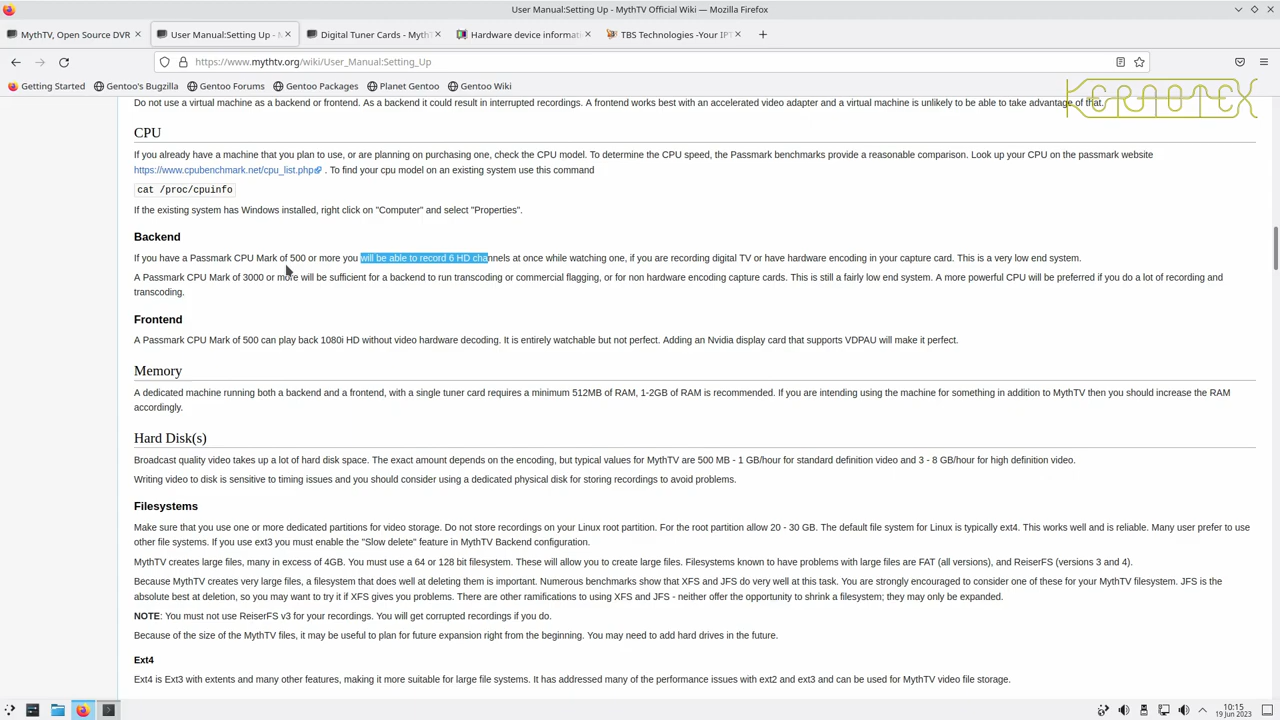 User Manual:Setting Up - MythTV Official Wiki — Mozilla Firefox
MythTV, Open Source DVR
User Manual:Setting Up - M
Digital Tuner Cards - MythT
Hardware device informati
TBS Technologies -Your IPT
https://www.mythtv.org/wiki/User_Manual:Setting_Up
Getting Started Gentoo's Bugzilla Gentoo Forums Gentoo Packages Planet Gentoo Gentoo Wiki
KERNOTEX
Do not use a virtual machine as a backend or frontend. As a backend it could result in interrupted recordings. A frontend works best with an accelerated video adapter and a virtual machine is unlikely to be able to take advantage of that.
CPU
If you already have a machine that you plan to use, or are planning on purchasing one, check the CPU model. To determine the CPU speed, the Passmark benchmarks provide a reasonable comparison. Look up your CPU on the passmark website
https://www.cpubenchmark.net/cpu_list.php . To find your cpu model on an existing system use this command
cat /proc/cpuinfo
If the existing system has Windows installed, right click on "Computer" and select "Properties".
Backend
If you have a Passmark CPU Mark of 500 or more you will be able to record 6 HD channels at once while watching one, if you are recording digital TV or have hardware encoding in your capture card. This is a very low end system.
A Passmark CPU Mark of 3000 or more will be sufficient for a backend to run transcoding or commercial flagging, or for non hardware encoding capture cards. This is still a fairly low end system. A more powerful CPU will be preferred if you do a lot of recording and
transcoding.
Frontend
A Passmark CPU Mark of 500 can play back 1080i HD without video hardware decoding. It is entirely watchable but not perfect. Adding an Nvidia display card that supports VDPAU will make it perfect.
Memory
A dedicated machine running both a backend and a frontend, with a single tuner card requires a minimum 512MB of RAM, 1-2GB of RAM is recommended. If you are intending using the machine for something in addition to MythTV then you should increase the RAM
accordingly.
Hard Disk(s)
Broadcast quality video takes up a lot of hard disk space. The exact amount depends on the encoding, but typical values for MythTV are 500 MB - 1 GB/hour for standard definition video and 3 - 8 GB/hour for high definition video.
Writing video to disk is sensitive to timing issues and you should consider using a dedicated physical disk for storing recordings to avoid problems.
Filesystems
Make sure that you use one or more dedicated partitions for video storage. Do not store recordings on your Linux root partition. For the root partition allow 20 - 30 GB. The default file system for Linux is typically ext4. This works well and is reliable. Many user prefer to use
other file systems. If you use ext3 you must enable the "Slow delete" feature in MythTV Backend configuration.
MythTV creates large files, many in excess of 4GB. You must use a 64 or 128 bit filesystem. These will allow you to create large files. Filesystems known to have problems with large files are FAT (all versions), and ReiserFS (versions 3 and 4).
Because MythTV creates very large files, a filesystem that does well at deleting them is important. Numerous benchmarks show that XFS and JFS do very well at this task. You are strongly encouraged to consider one of these for your MythTV filesystem. JFS is the
absolute best at deletion, so you may want to try it if XFS gives you problems. There are other ramifications to using XFS and JFS - neither offer the opportunity to shrink a filesystem; they may only be expanded.
NOTE: You must not use ReiserFS v3 for your recordings. You will get corrupted recordings if you do.
Because of the size of the MythTV files, it may be useful to plan for future expansion right from the beginning. You may need to add hard drives in the future.
Ext4
Ext4 is Ext3 with extents and many other features, making it more suitable for large file systems. It has addressed many of the performance issues with ext2 and ext3 and can be used for MythTV video file storage.
10:15
19 Jun 2023